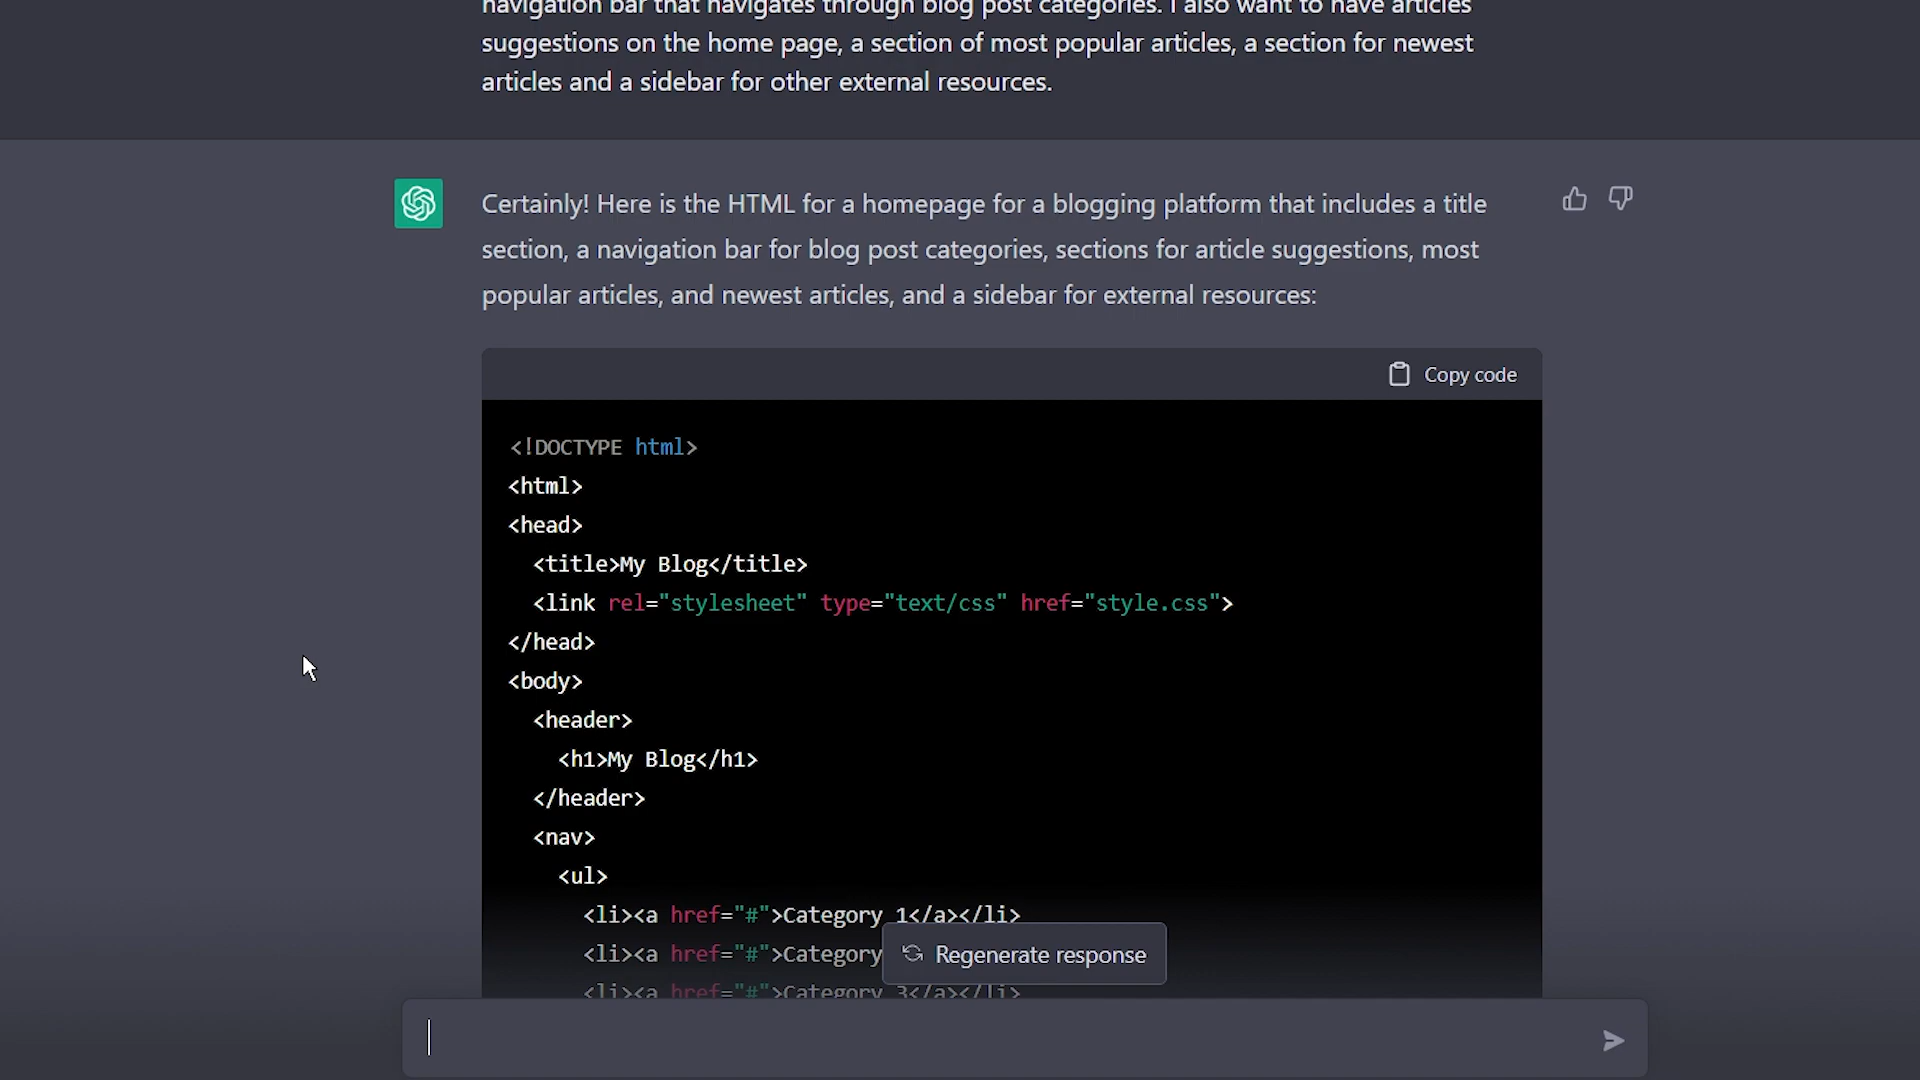 navigation bar that navigates through blog post categories. I also want to have articles
suggestions on the home page, a section of most popular articles, a section for newest
articles and a sidebar for other external resources.
Certainly! Here is the HTML for a homepage for a blogging platform that includes a title
section, a navigation bar for blog post categories, sections for article suggestions, most
popular articles, and newest articles, and a sidebar for external resources:
Copy code
<!DOCTYPE html>
<html>
<head>
<title>My Blog</title>
<link rel="stylesheet" type="text/css" href="style.css">
</head>
<body>
<header>
<h1>My Blog</h1>
</header>
<nav>
<ul>
<li><a href="#">Category 1</a></li>
<li><a href="#">Category
Regenerate response
<li><a href="#">Category 3</a></li>